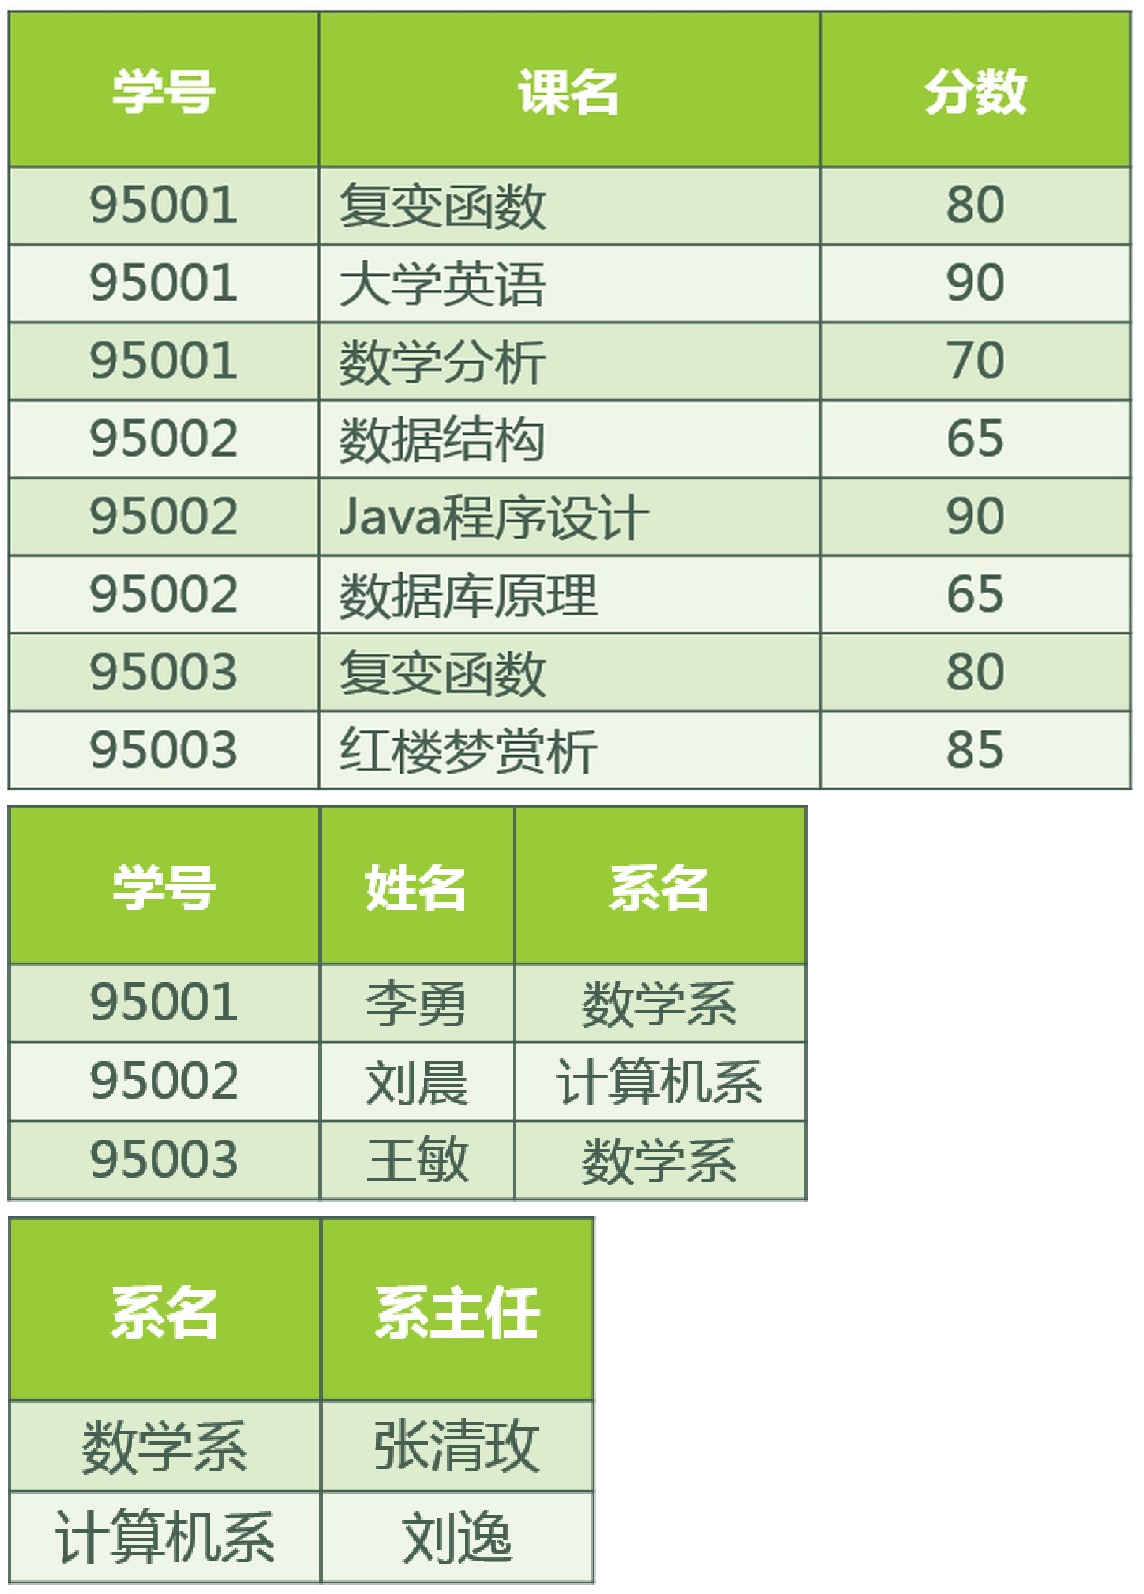 学号 课名 分数
95001 复变函数 80
95001 大学英语 90
95001 数学分析 70
95002 数据结构 65
95002 Java程序设计 90
95002 数据库原理 65
95003 复变函数 80
95003 红楼梦赏析 85
学号 姓名 系名
95001 李勇 数学系
95002 刘晨 计算机系
95003 王敏 数学系
系名 系主任
数学系 张清玫
计算机系 刘逸